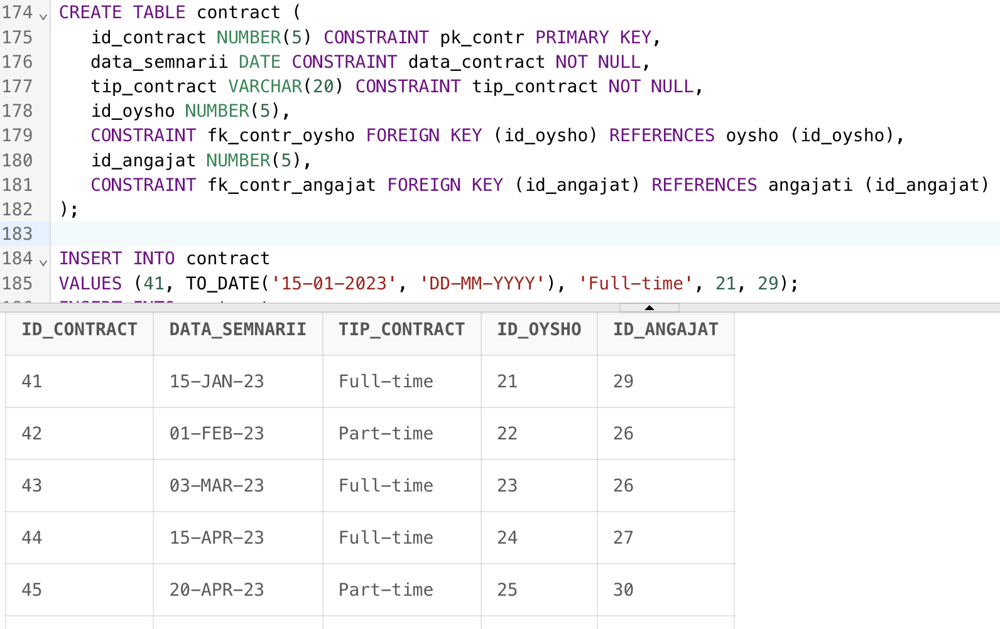 174 CREATE TABLE contract (
175 id_contract NUMBER(5) CONSTRAINT pk_contr PRIMARY KEY,
176 data_semnarii DATE CONSTRAINT data_contract NOT NULL,
177 tip_contract VARCHAR(20) CONSTRAINT tip_contract NOT NULL,
178 id_oysho NUMBER(5),
179 CONSTRAINT fk_contr_oysho FOREIGN KEY (id_oysho) REFERENCES oysho (id_oysho),
180 id_angajat NUMBER(5),
181 CONSTRAINT fk_contr_angajat FOREIGN KEY (id_angajat) REFERENCES angajati (id_angajat)
182 );
183
184 INSERT INTO contract
185 VALUES (41, TO_DATE('15-01-2023', 'DD-MM-YYYY'), 'Full-time', 21, 29);
ID_CONTRACT DATA_SEMNARII TIP_CONTRACT ID_OYSHO ID_ANGAJAT
41 15-JAN-23 Full-time 21 29
42 01-FEB-23 Part-time 22 26
43 03-MAR-23 Full-time 23 26
44 15-APR-23 Full-time 24 27
45 20-APR-23 Part-time 25 30